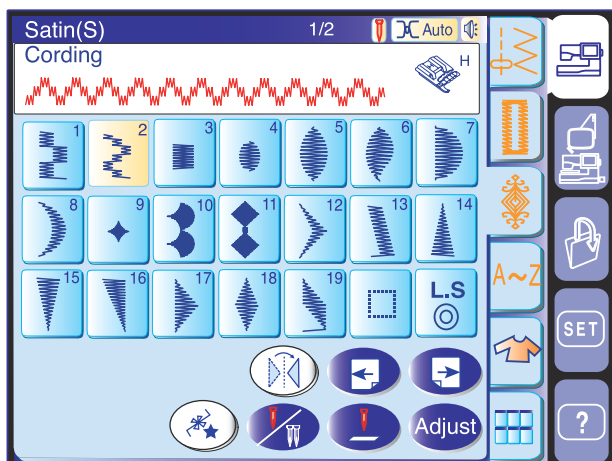 Satin(S) 1/2 Auto
Cording H
1 2 3 4 5 6 7
8 9 10 11 12 13 14
A~Z
15 16 17 18 19 L.S
SET
Adjust ?